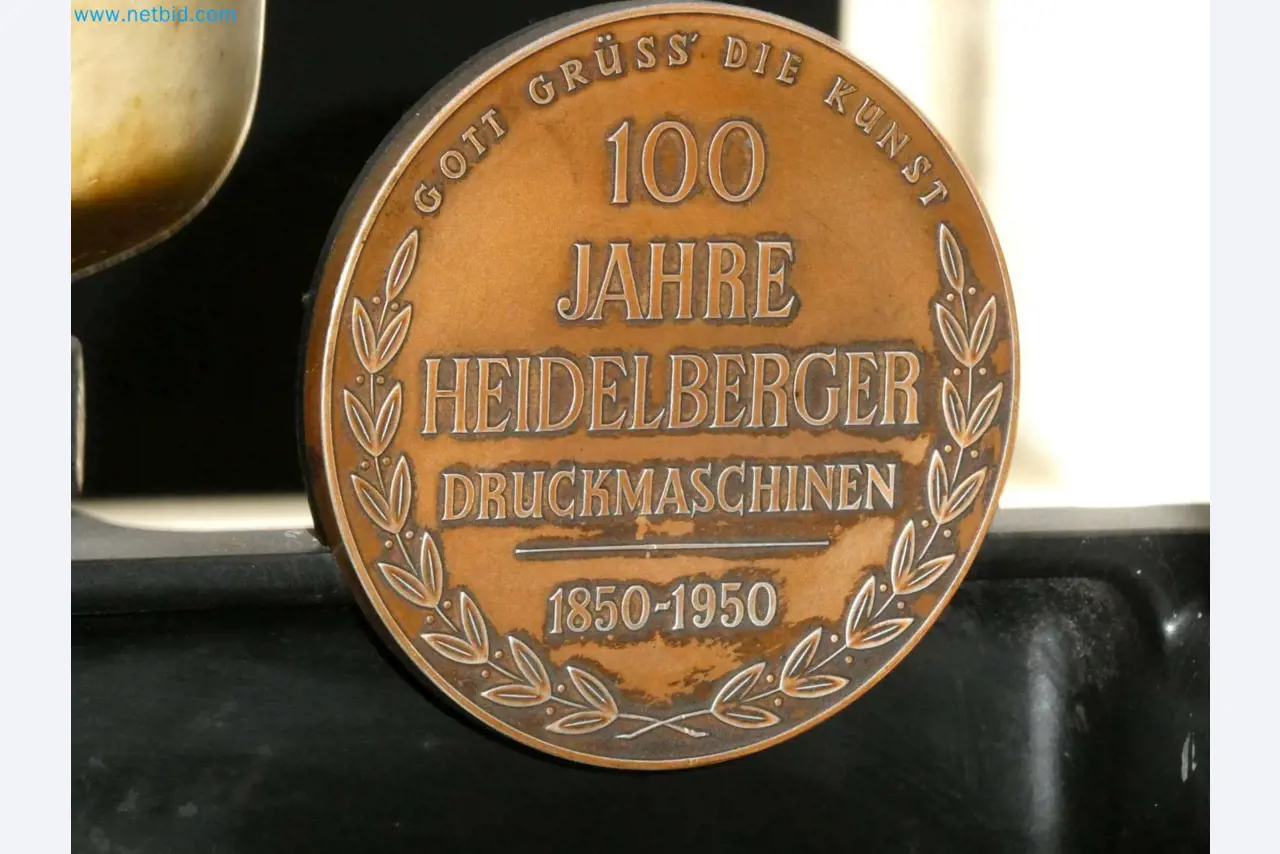 www.netbid.com
GOTT GRÜSS' DIE KUNST
100
JAHRE
HEIDELBERGER
DRUCKMASCHINEN
1850-1950